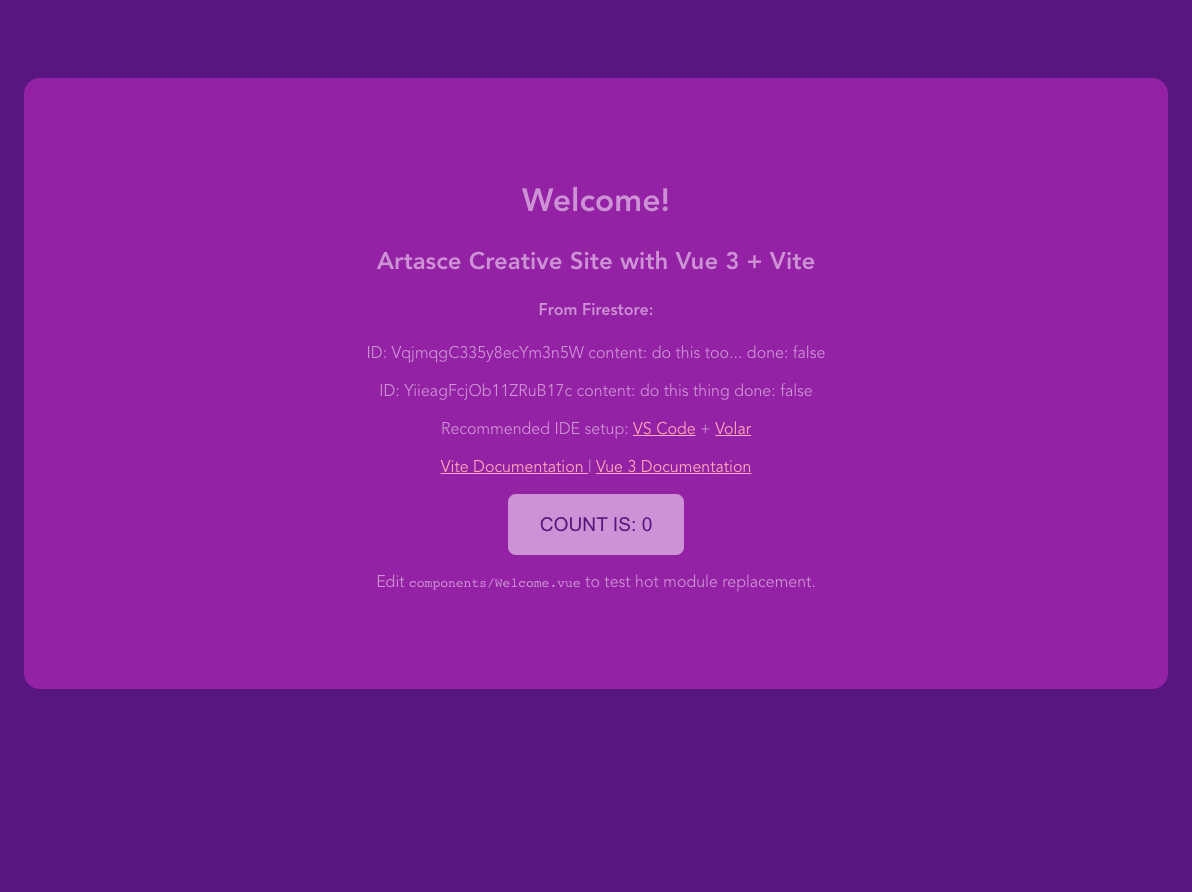 Welcome!
Artasce Creative Site with Vue 3 + Vite
From Firestore:
ID: VqjmqgC335y8ecYm3n5W content: do this too... done: false
ID: YiieagFcjOb11ZRuB17c content: do this thing done: false
Recommended IDE setup: VS Code + Volar
Vite Documentation | Vue 3 Documentation
COUNT IS: 0
Edit components/Welcome.vue to test hot module replacement.